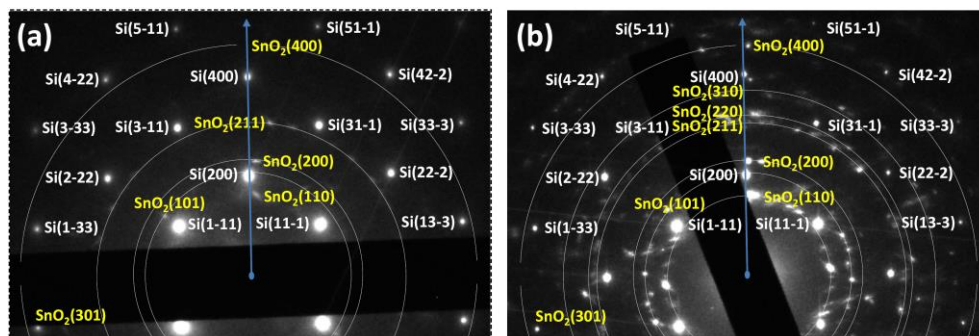 (a)
Si(5-11)
Si(51-1)
SnO2(400)
Si(4-22)
Si(400)
Si(42-2)
Si(3-33)
Si(3-11)
SnO2(211)
Si(31-1)
Si(33-3)
SnO2(200)
Si(2-22)
Si(200)
Si(22-2)
SnO2(110)
SnO2(101)
Si(1-33)
Si(1-11)
Si(11-1)
Si(13-3)
SnO2(301)
(b)
Si(5-11)
Si(51-1)
SnO2(400)
Si(4-22)
Si(400)
Si(42-2)
SnO2(310)
SnO2(220)
Si(3-33)
Si(3-11)
SnO2(211)
Si(31-1)
Si(33-3)
SnO2(200)
Si(2-22)
Si(200)
Si(22-2)
SnO2(110)
SnO2(101)
Si(1-33)
Si(1-11)
Si(11-1)
Si(13-3)
SnO2(301)